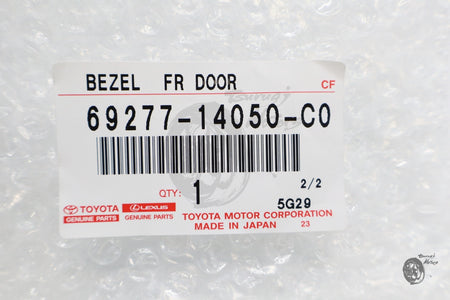 BEZEL FR DOOR
CF
69277-14050-C0
QTY: 1
2/2
5G29
TOYOTA LEXUS
GENUINE PARTS GENUINE PARTS
TOYOTA MOTOR CORPORATION
MADE IN JAPAN 23